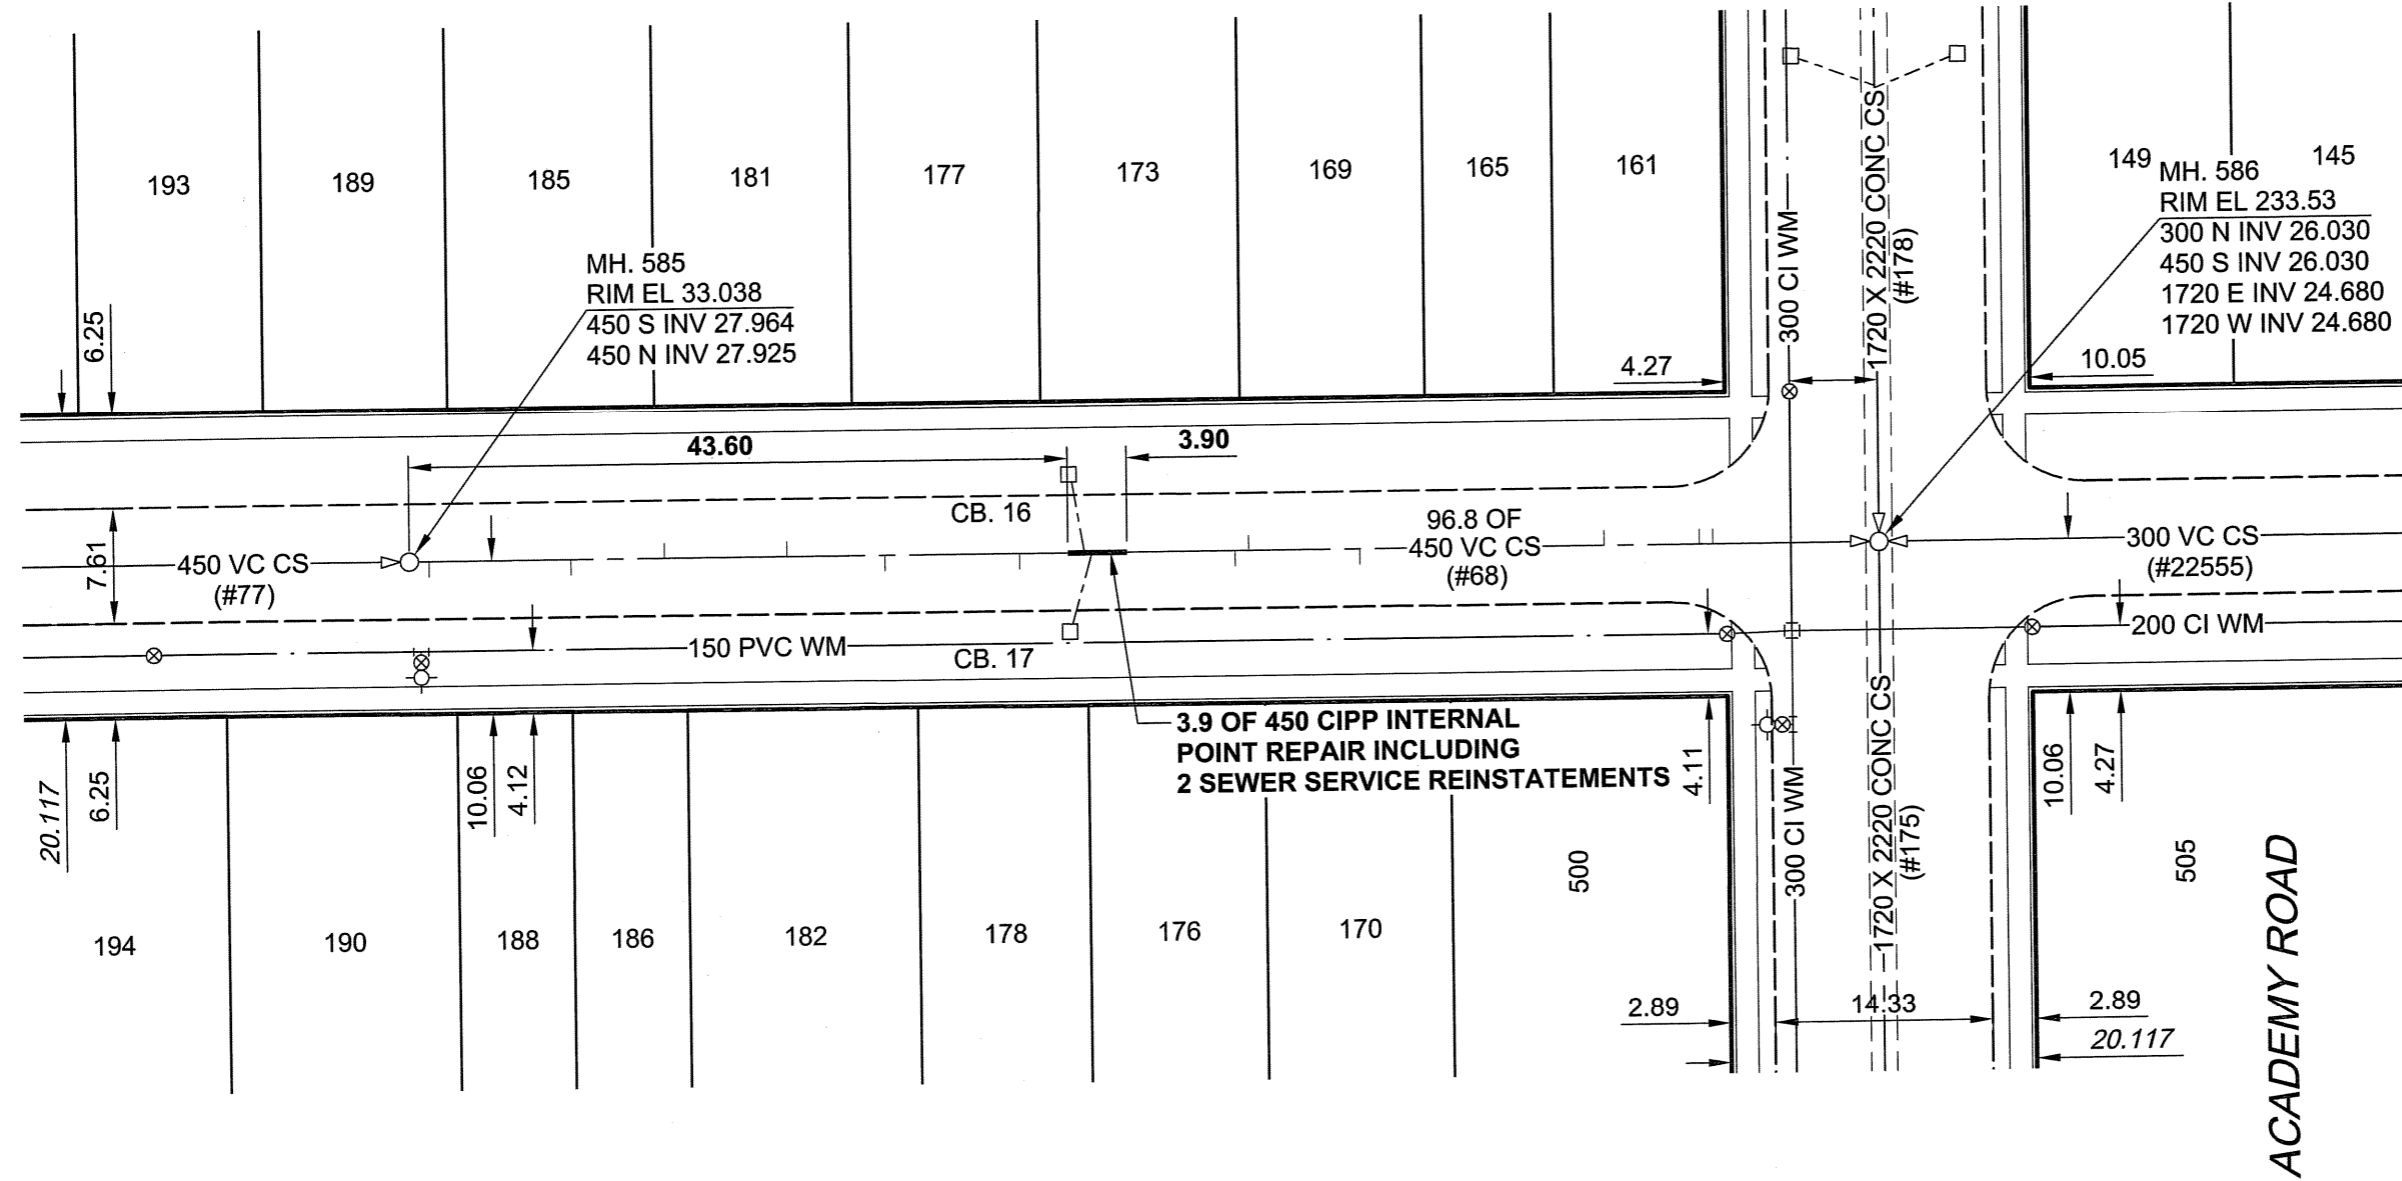 193
189
185
181
177
173
169
165
161
149
145
MH. 585
RIM EL 33.038
450 S INV 27.964
450 N INV 27.925
MH. 586
RIM EL 233.53
300 N INV 26.030
450 S INV 26.030
1720 E INV 24.680
1720 W INV 24.680
300 CI WM
1720 X 2220 CONC CS
(#178)
6.25
4.27
10.05
43.60
3.90
CB. 16
96.8 OF
450 VC CS
(#68)
7.61
450 VC CS
(#77)
300 VC CS
(#22555)
150 PVC WM
CB. 17
200 CI WM
3.9 OF 450 CIPP INTERNAL
POINT REPAIR INCLUDING
2 SEWER SERVICE REINSTATEMENTS
20.117
6.25
10.06
4.12
4.11
300 CI WM
1720 X 2220 CONC CS
(#175)
10.06
4.27
194
190
188
186
182
178
176
170
500
505
2.89
14.33
2.89
20.117
ACADEMY ROAD